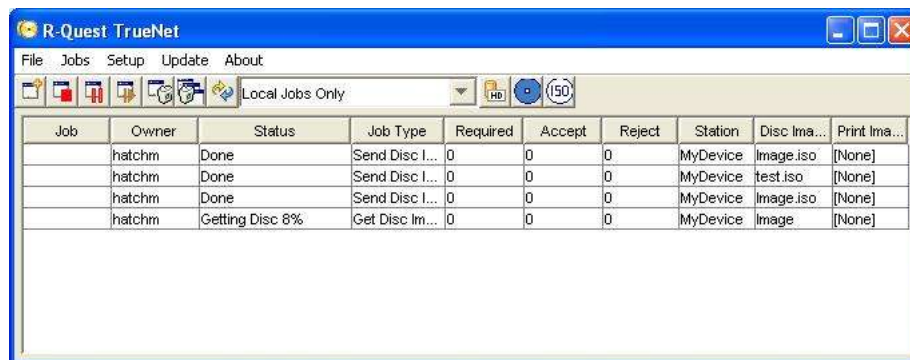 R-Quest TrueNet
File Jobs Setup Update About
Local Jobs Only HD ISO
Job Owner Status Job Type Required Accept Reject Station Disc Ima... Print Ima...
hatchm Done Send Disc I... 0 0 0 MyDevice Image.iso [None]
hatchm Done Send Disc I... 0 0 0 MyDevice test.iso [None]
hatchm Done Send Disc I... 0 0 0 MyDevice Image.iso [None]
hatchm Getting Disc 8% Get Disc Im... 0 0 0 MyDevice Image [None]